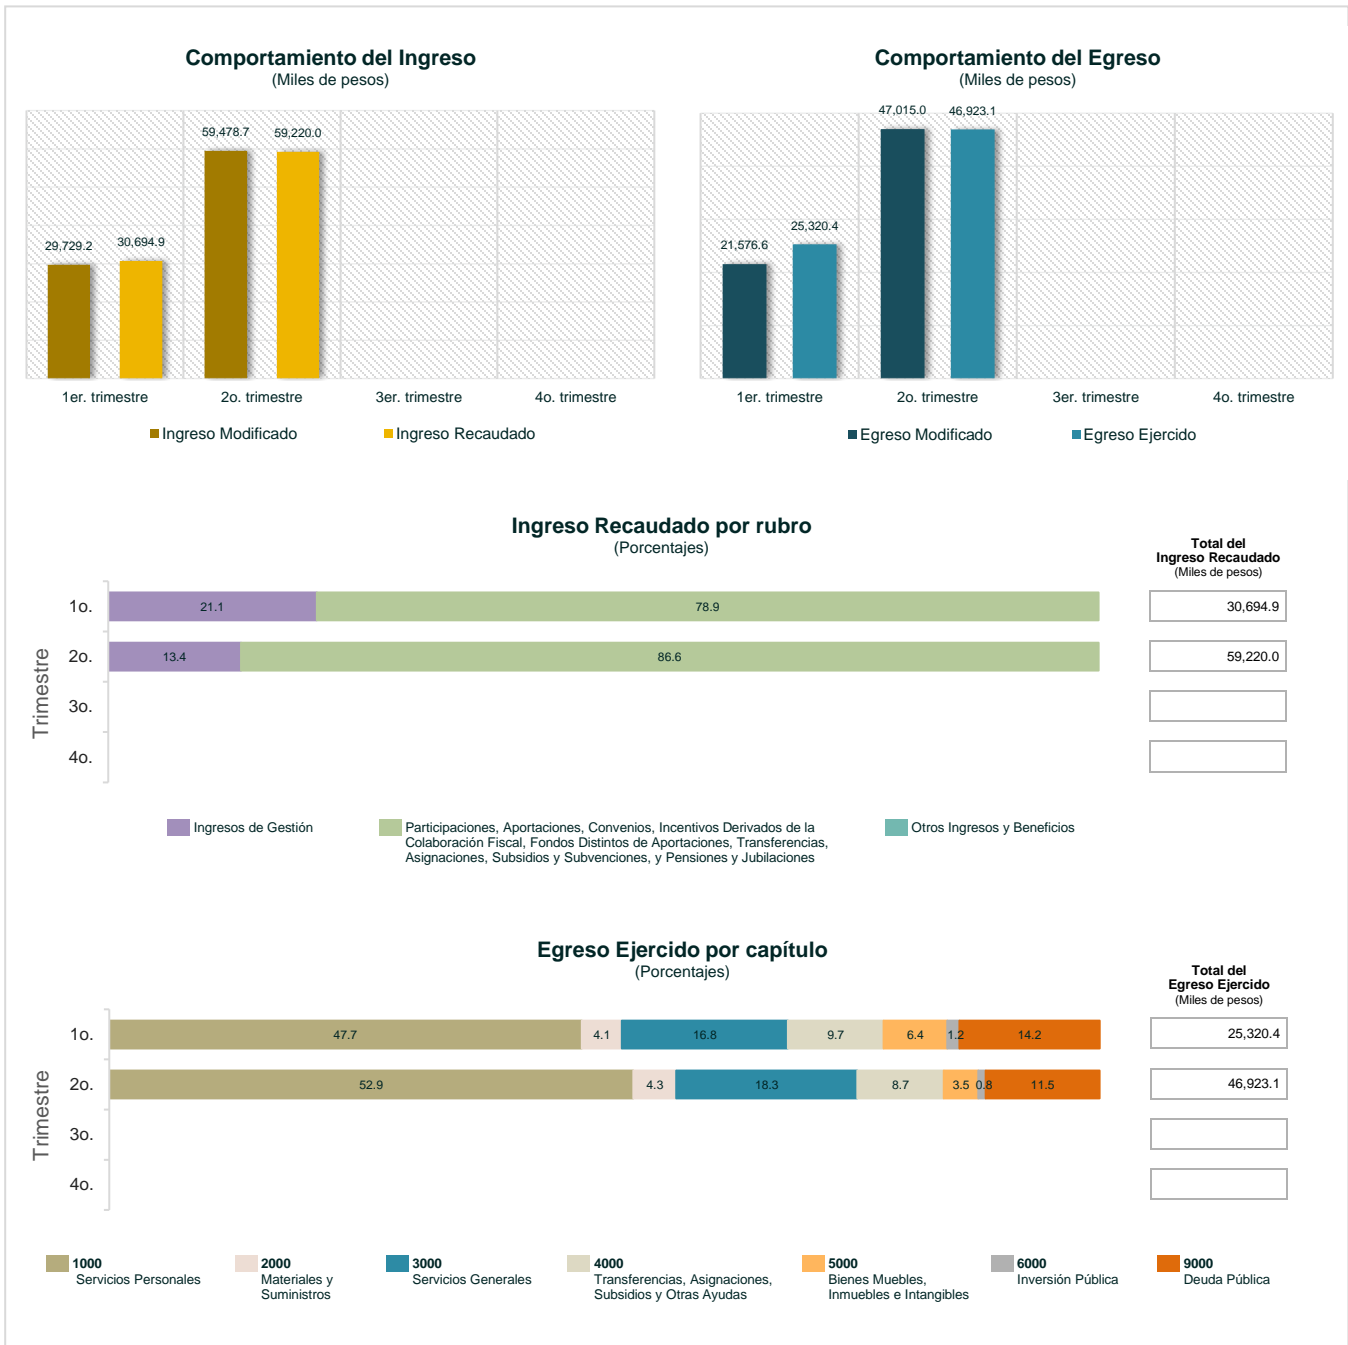 Comportamiento del Ingreso
(Miles de pesos)
59,478.7
59,220.0
29,729.2
30,694.9
1er. trimestre
2o. trimestre
3er. trimestre
4o. trimestre
Ingreso Modificado
Ingreso Recaudado
Comportamiento del Egreso
(Miles de pesos)
47,015.0
46,923.1
21,576.6
25,320.4
1er. trimestre
2o. trimestre
3er. trimestre
4o. trimestre
Egreso Modificado
Egreso Ejercido
Ingreso Recaudado por rubro
(Porcentajes)
Total del
Ingreso Recaudado
(Miles de pesos)
Trimestre
1o.
21.1
78.9
30,694.9
2o.
13.4
86.6
59,220.0
3o.
4o.
Ingresos de Gestión
Participaciones, Aportaciones, Convenios, Incentivos Derivados de la
Colaboración Fiscal, Fondos Distintos de Aportaciones, Transferencias,
Asignaciones, Subsidios y Subvenciones, y Pensiones y Jubilaciones
Otros Ingresos y Beneficios
Egreso Ejercido por capítulo
(Porcentajes)
Total del
Egreso Ejercido
(Miles de pesos)
Trimestre
1o.
47.7
4.1
16.8
9.7
6.4
1.2
14.2
25,320.4
2o.
52.9
4.3
18.3
8.7
3.5
0.8
11.5
46,923.1
3o.
4o.
1000
Servicios Personales
2000
Materiales y
Suministros
3000
Servicios Generales
4000
Transferencias, Asignaciones,
Subsidios y Otras Ayudas
5000
Bienes Muebles,
Inmuebles e Intangibles
6000
Inversión Pública
9000
Deuda Pública